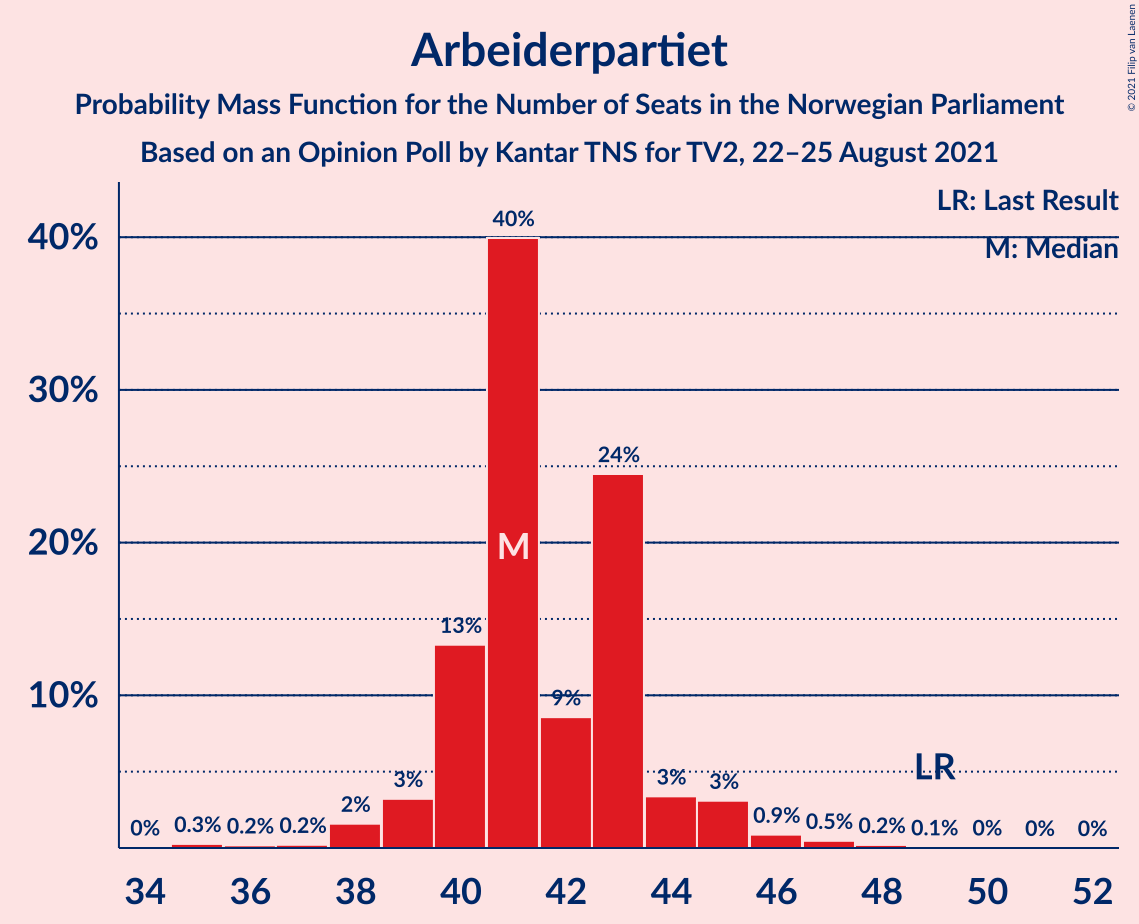 © 2021 Filip van Laenen
Arbeiderpartiet
Probability Mass Function for the Number of Seats in the Norwegian Parliament
Based on an Opinion Poll by Kantar TNS for TV2, 22–25 August 2021
LR: Last Result
M: Median
40%
30%
20%
10%
0%
0.3%
0.2%
0.2%
2%
3%
13%
40%
9%
24%
3%
3%
0.9%
0.5%
0.2%
0.1%
0%
0%
0%
M
LR
34 36 38 40 42 44 46 48 50 52